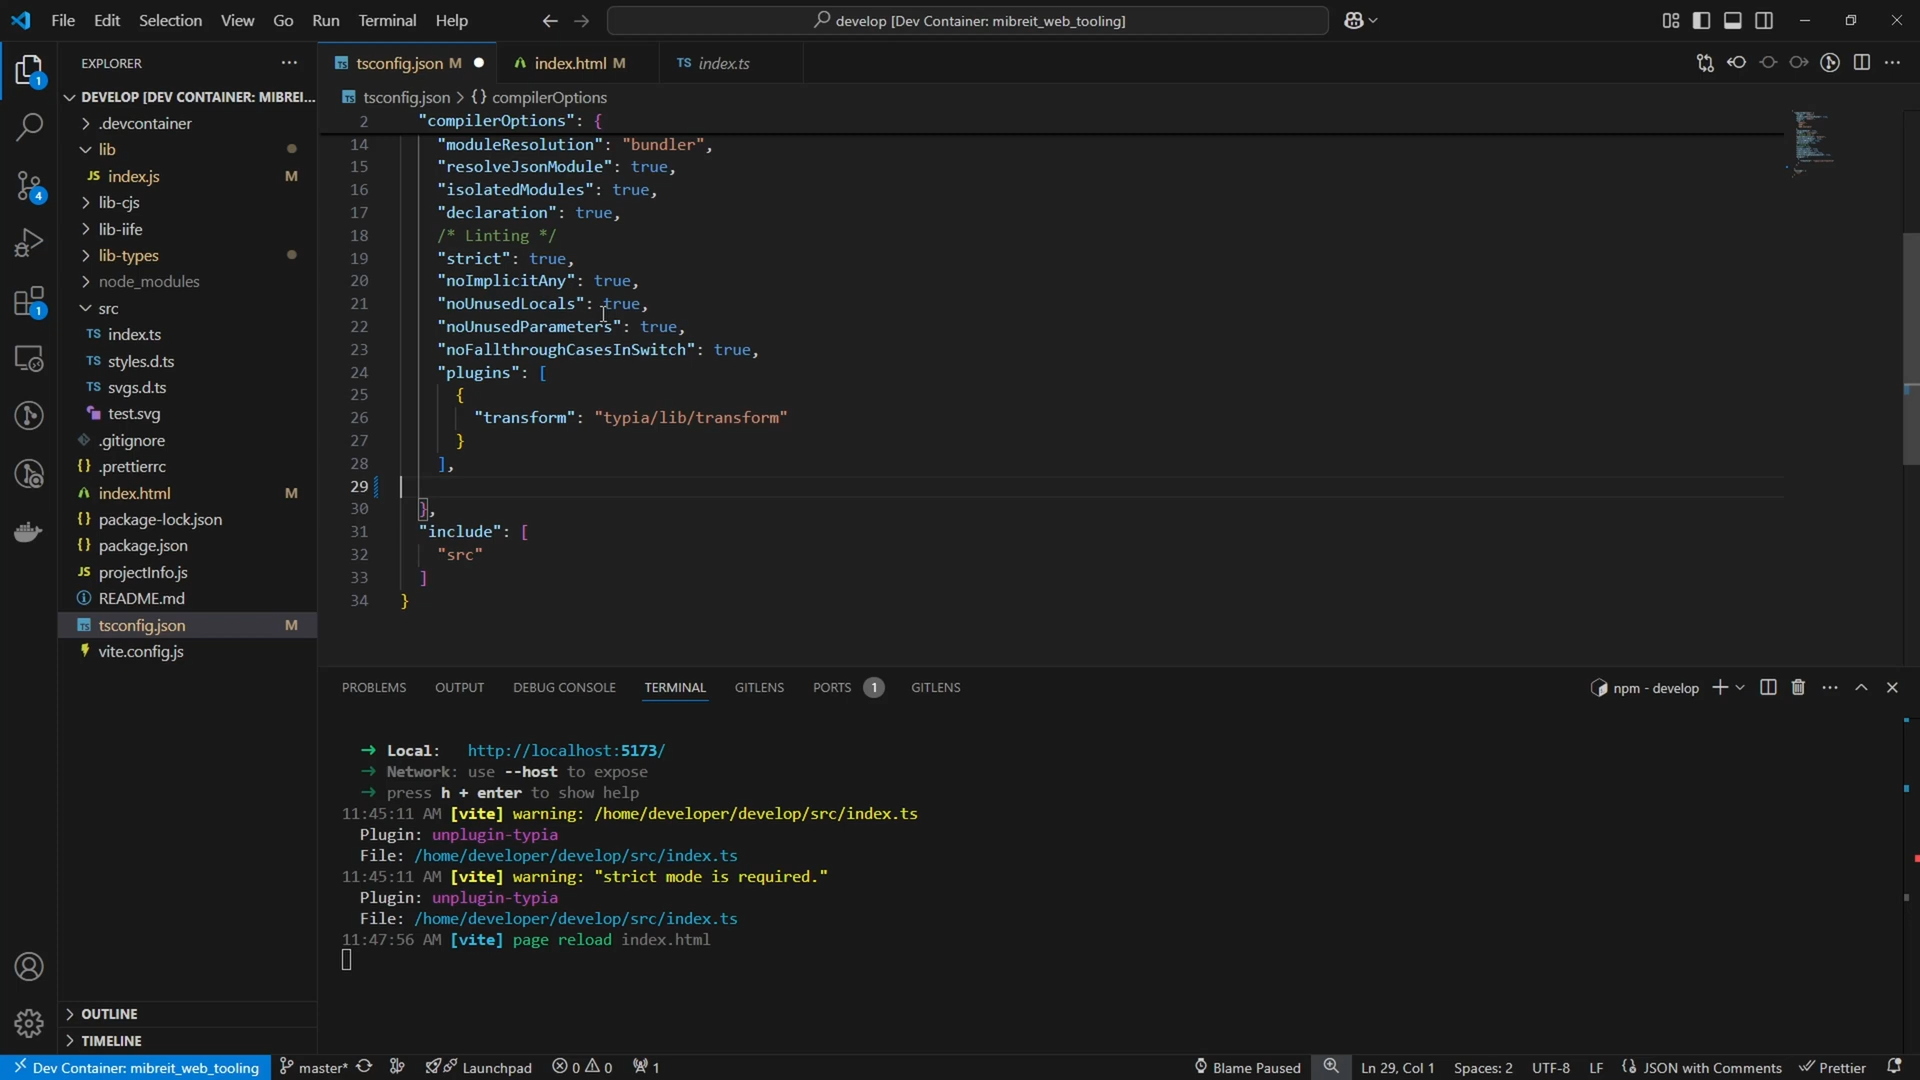 File Edit Selection View Go Run Terminal Help
develop [Dev Container: mibreit_web_tooling]
EXPLORER
DEVELOP [DEV CONTAINER: MIBREI...
.devcontainer
lib
JS index.js M
lib-cjs
lib-iife
lib-types
node_modules
src
TS index.ts
TS styles.d.ts
TS svgs.d.ts
test.svg
.gitignore
{} .prettierrc
index.html M
{} package-lock.json
{} package.json
JS projectInfo.js
README.md
TS tsconfig.json M
vite.config.js
OUTLINE
TIMELINE
1
4
1
TS tsconfig.json M
index.html M
TS index.ts
TS tsconfig.json > {} compilerOptions
2 "compilerOptions": {
14 "moduleResolution": "bundler",
15 "resolveJsonModule": true,
16 "isolatedModules": true,
17 "declaration": true,
18 /* Linting */
19 "strict": true,
20 "noImplicitAny": true,
21 "noUnusedLocals": true,
22 "noUnusedParameters": true,
23 "noFallthroughCasesInSwitch": true,
24 "plugins": [
25 {
26 "transform": "typia/lib/transform"
27 }
28 ],
29
30 },
31 "include": [
32 "src"
33 ]
34 }
PROBLEMS OUTPUT DEBUG CONSOLE TERMINAL GITLENS PORTS 1 GITLENS
npm - develop
→ Local: http://localhost:5173/
→ Network: use --host to expose
→ press h + enter to show help
11:45:11 AM [vite] warning: /home/developer/develop/src/index.ts
Plugin: unplugin-typia
File: /home/developer/develop/src/index.ts
11:45:11 AM [vite] warning: "strict mode is required."
Plugin: unplugin-typia
File: /home/developer/develop/src/index.ts
11:47:56 AM [vite] page reload index.html
Dev Container: mibreit_web_tooling master* Launchpad 0 0 1 Blame Paused Ln 29, Col 1 Spaces: 2 UTF-8 LF {} JSON with Comments Prettier